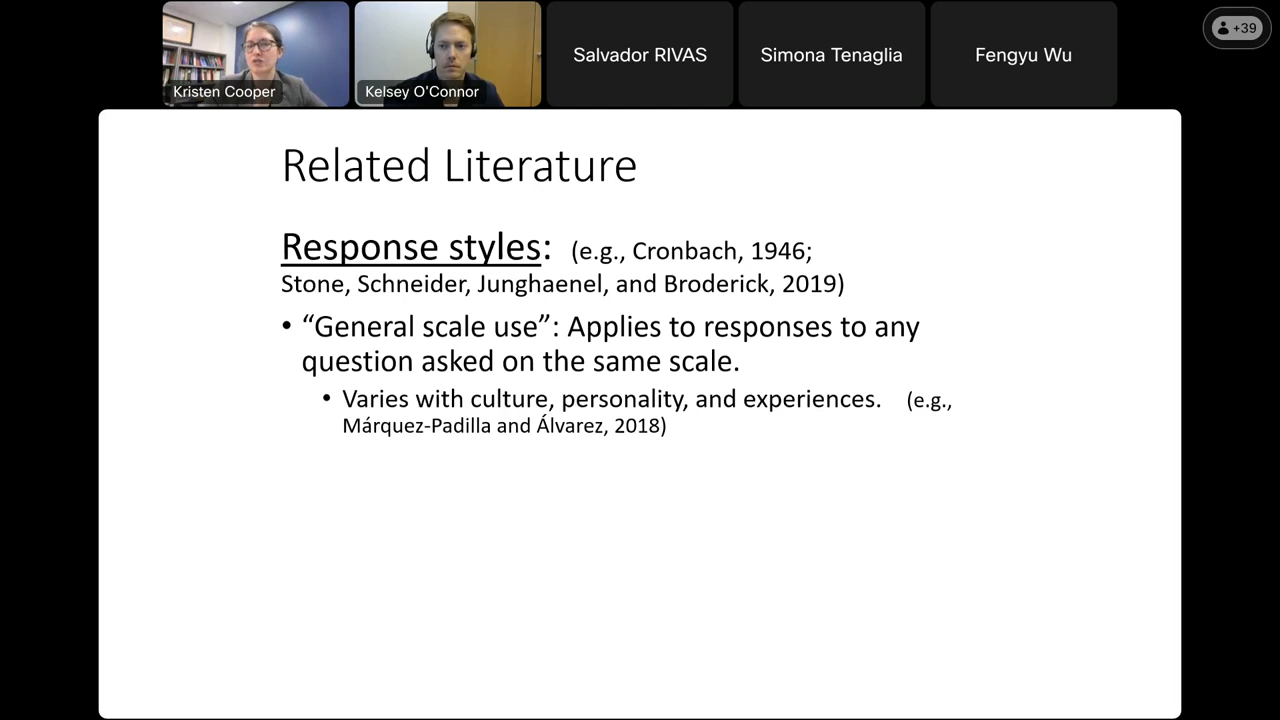 Kristen Cooper
Kelsey O'Connor
Salvador RIVAS
Simona Tenaglia
Fengyu Wu
+39
Related Literature
Response styles: (e.g., Cronbach, 1946;
Stone, Schneider, Junghaenel, and Broderick, 2019)
• “General scale use”: Applies to responses to any
question asked on the same scale.
• Varies with culture, personality, and experiences. (e.g.,
Márquez-Padilla and Álvarez, 2018)